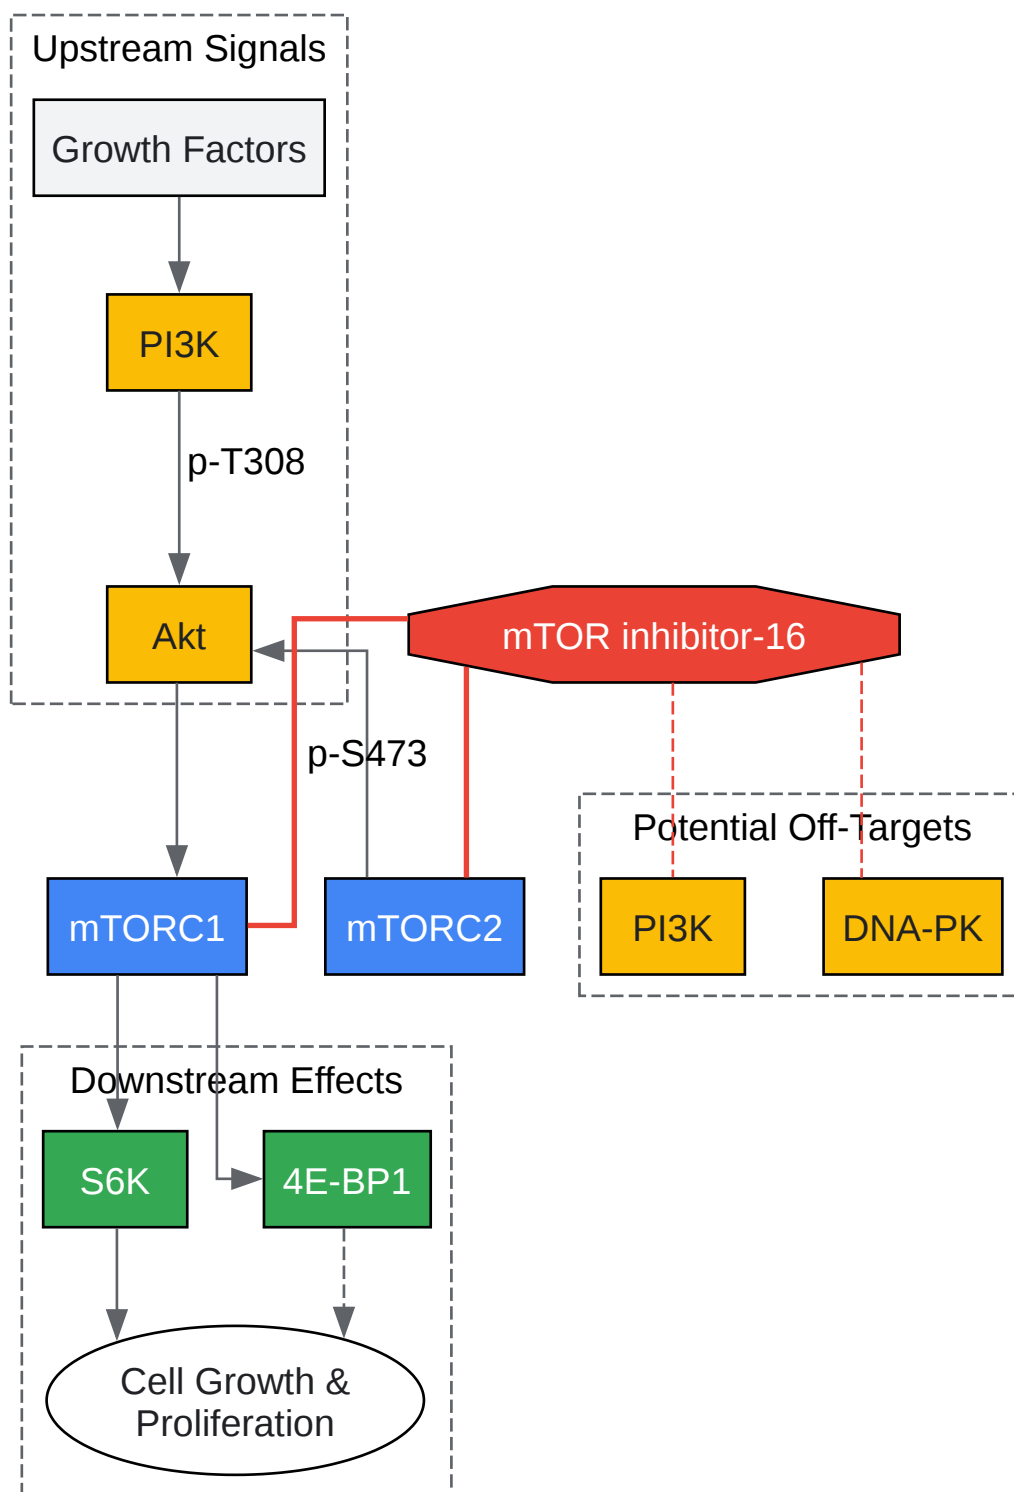 Upstream Signals
Growth Factors
PI3K
p-T308
Akt
mTOR inhibitor-16
p-S473
Potential Off-Targets
mTORC1
mTORC2
PI3K
DNA-PK
Downstream Effects
S6K
4E-BP1
Cell Growth &
Proliferation